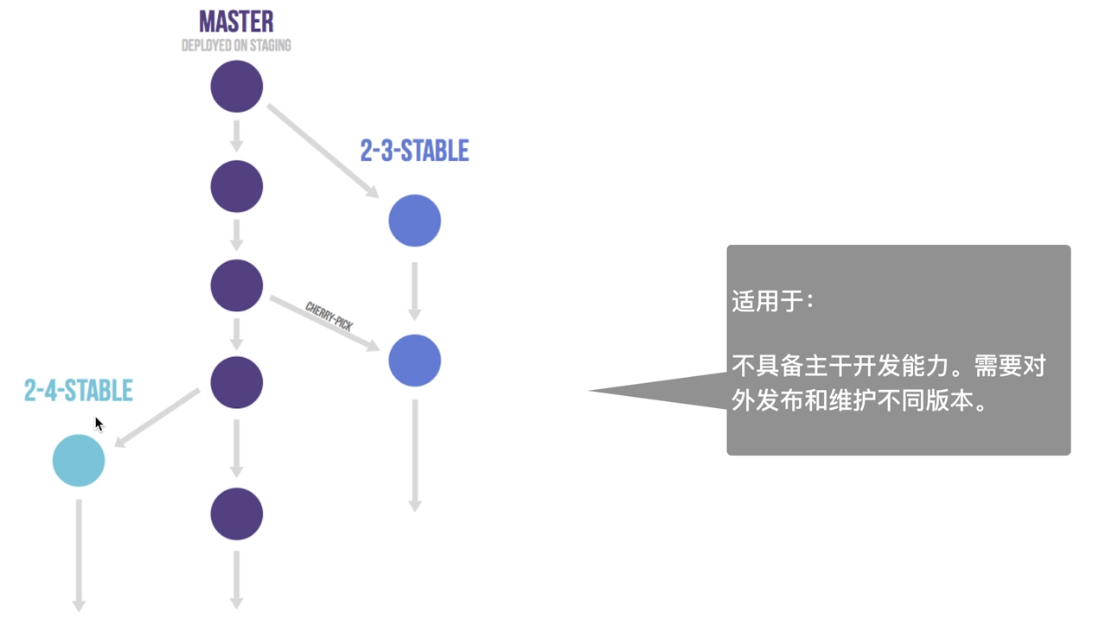 MASTER
DEPLOYED ON STAGING
2-3-STABLE
CHERRY-PICK
2-4-STABLE
适用于：
不具备主干开发能力。需要对
外发布和维护不同版本。